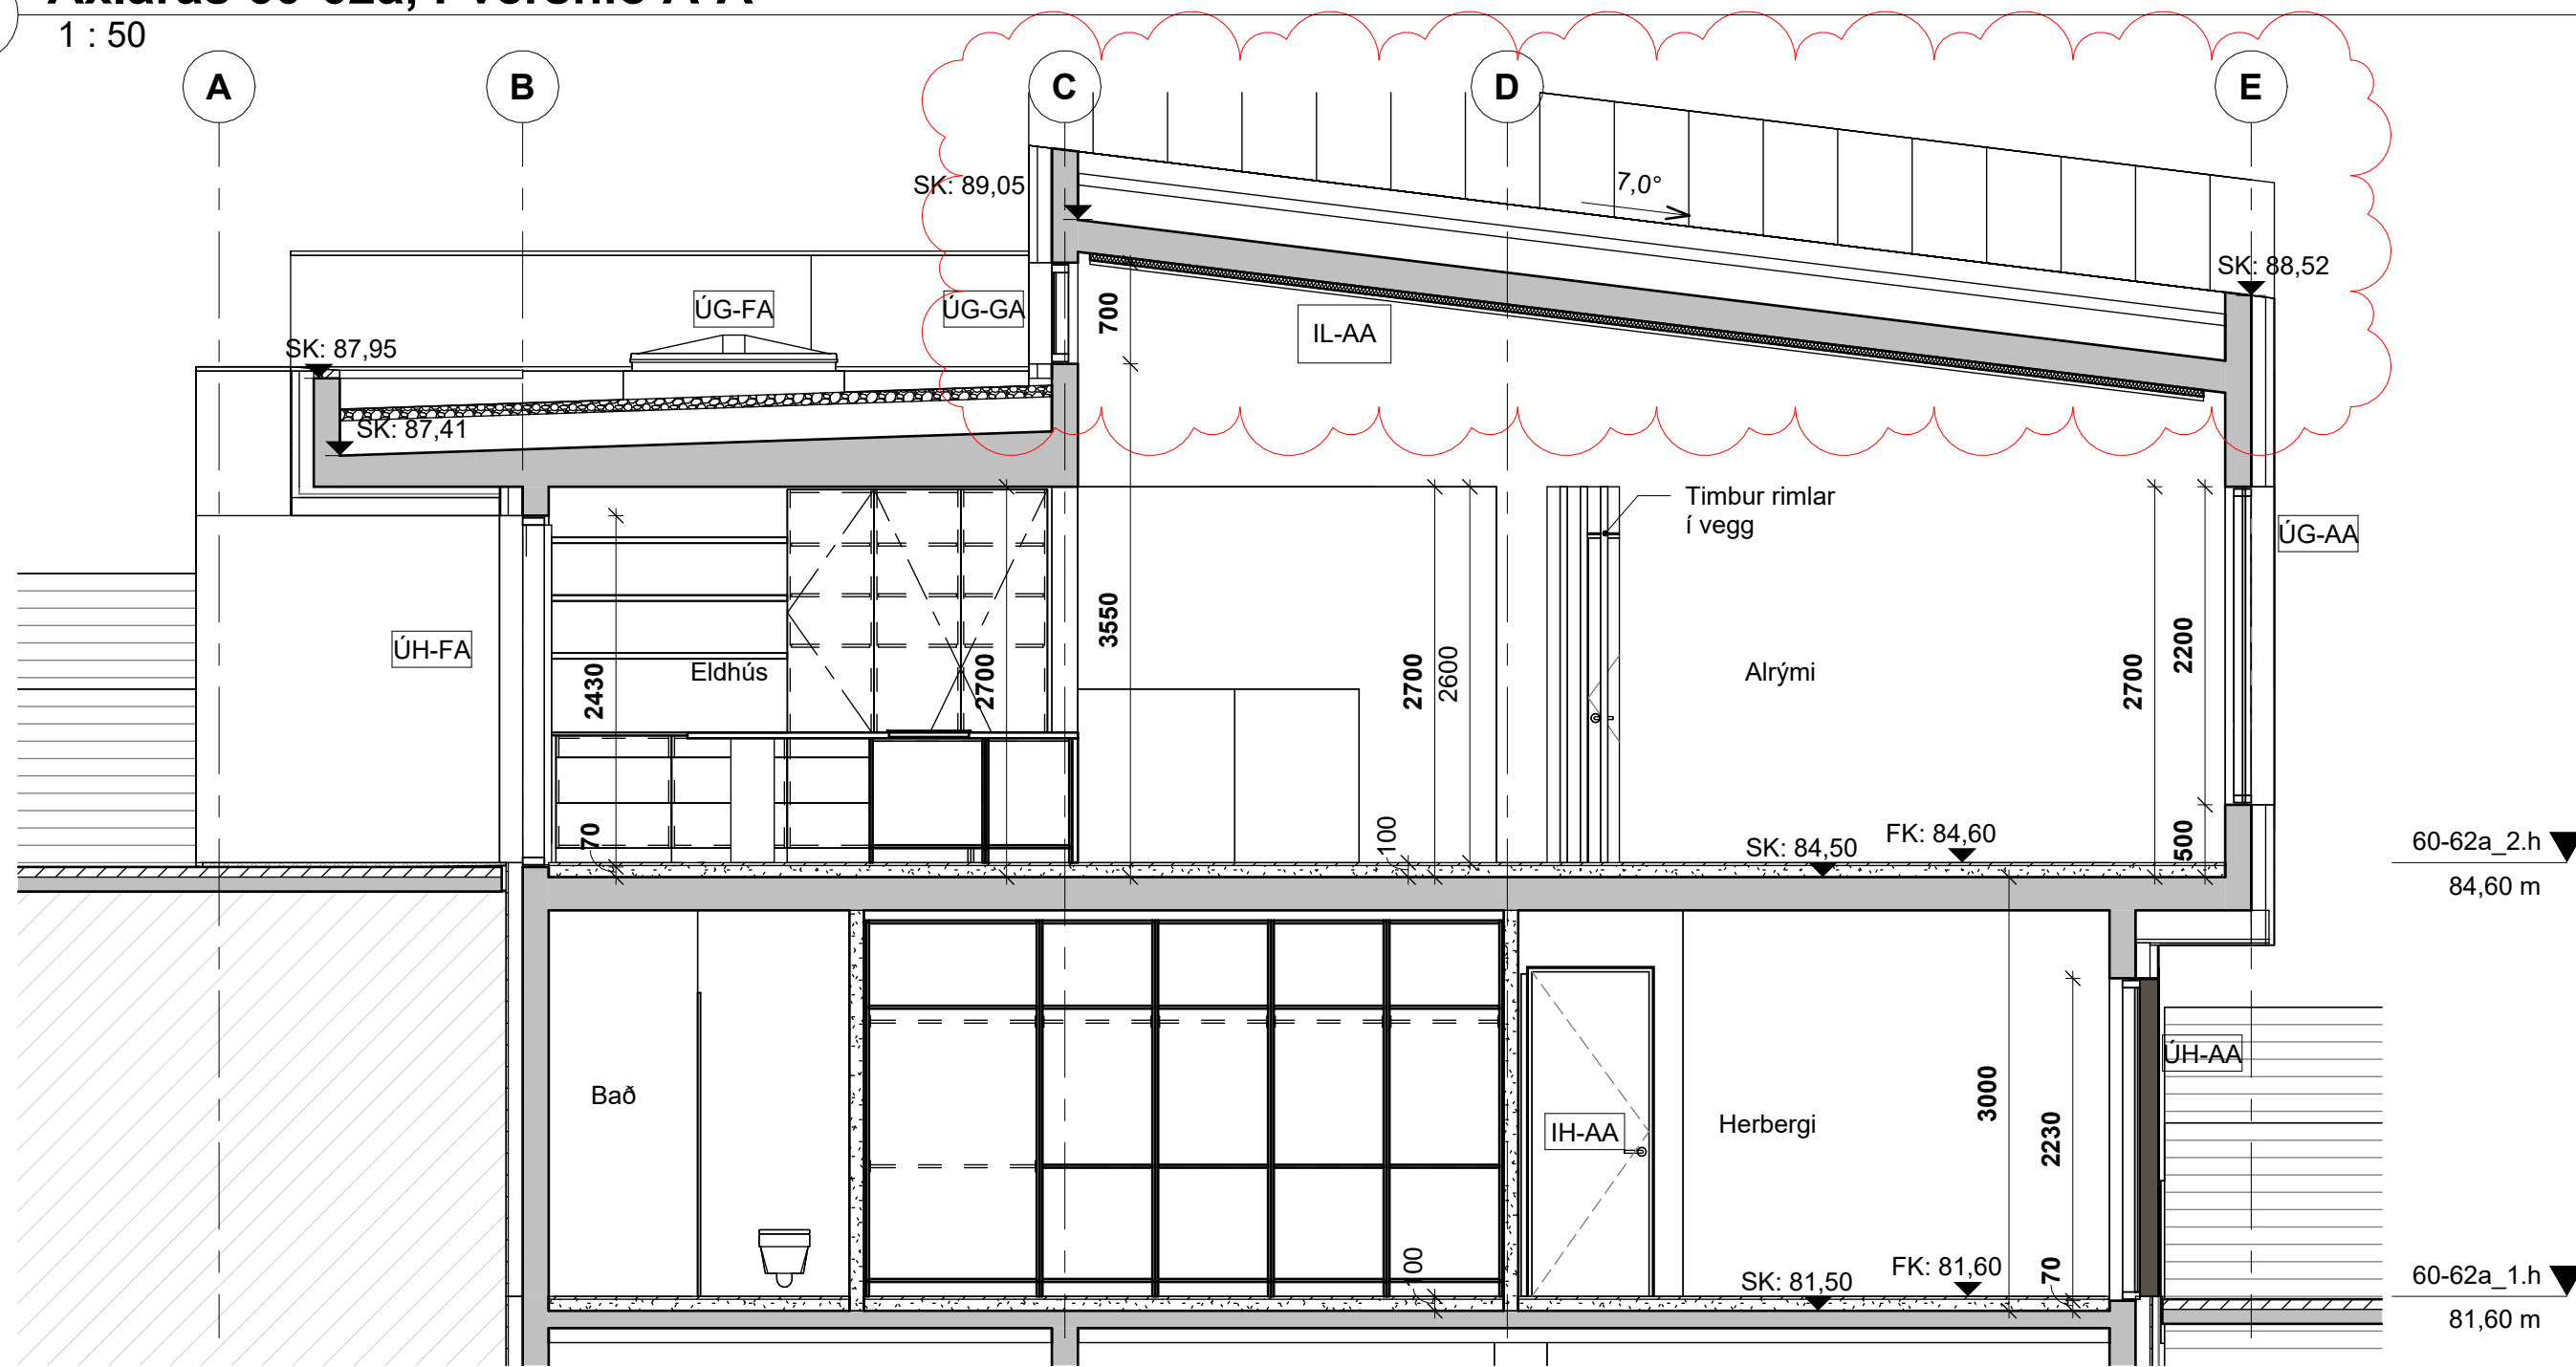 60-62a,
A-A
1 : 50
A
B
C
D
E
SK: 89,05
7,0°
SK: 88,52
ÚG-FA
ÚG-GA
700
IL-AA
SK: 87,95
SK: 87,41
Timbur rimlar
í vegg
ÚG-AA
ÚH-FA
Eldhús
2430
2700
3550
2700
2600
Alrými
2700
2200
70
100
SK: 84,50
FK: 84,60
500
60-62a_2.h
84,60 m
Bað
IH-AA
Herbergi
3000
2230
ÚH-AA
100
SK: 81,50
FK: 81,60
70
60-62a_1.h
81,60 m